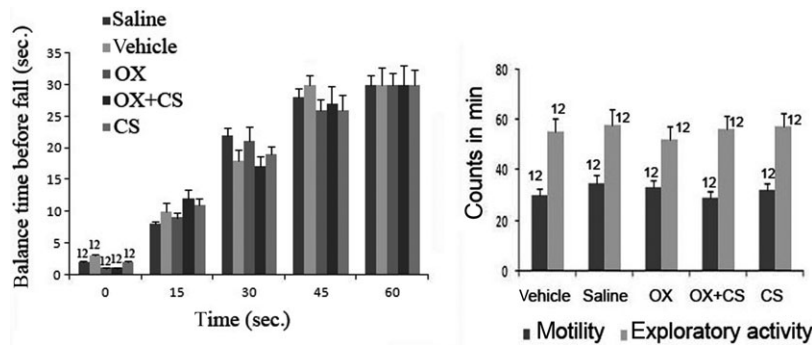 Saline
Vehicle
OX
OX+CS
CS
Balance time before fall (sec.)
35
30
25
20
15
10
5
0
12 12 12 12 12
0 15 30 45 60
Time (sec.)
Counts in min
80
60
40
20
0
12 12 12 12 12
12 12 12 12 12
Vehicle Saline OX OX+CS CS
Motility Exploratory activity